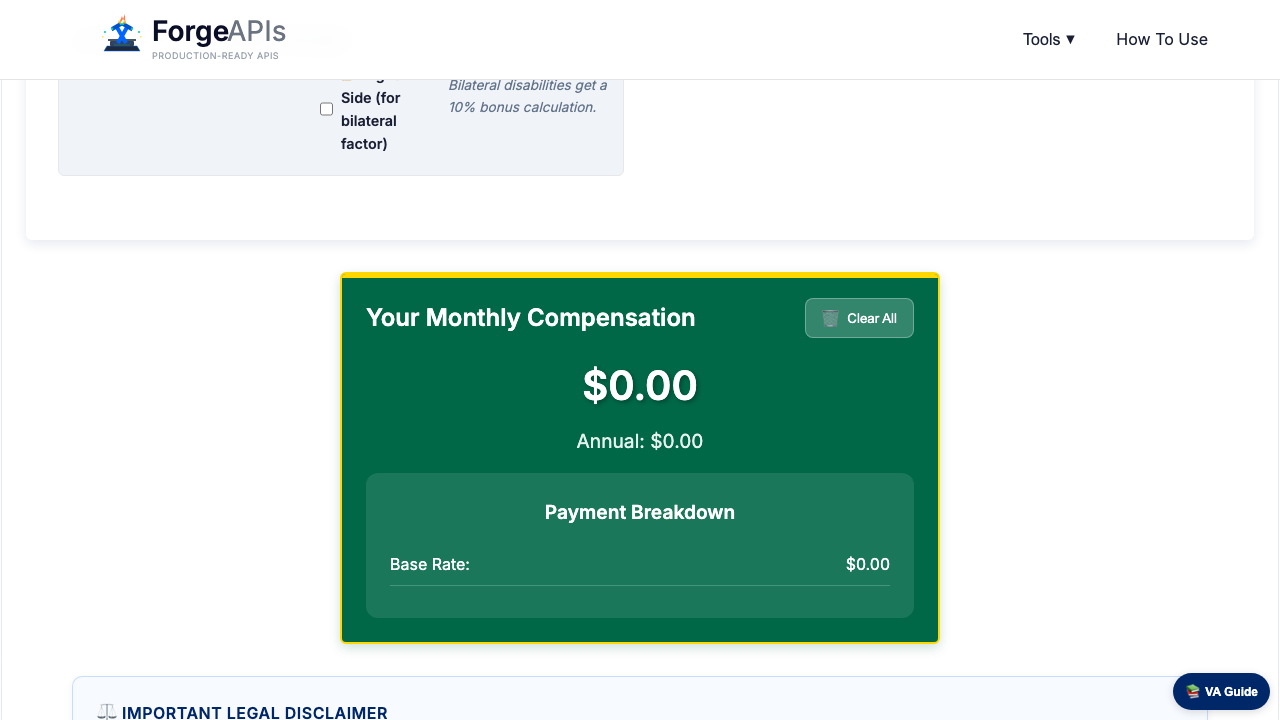 ForgeAPIs
PRODUCTION-READY APIS
Tools ▼
How To Use
Side (for
bilateral
factor)
Bilateral disabilities get a
10% bonus calculation.
Your Monthly Compensation
Clear All
$0.00
Annual: $0.00
Payment Breakdown
Base Rate: $0.00
VA Guide
IMPORTANT LEGAL DISCLAIMER